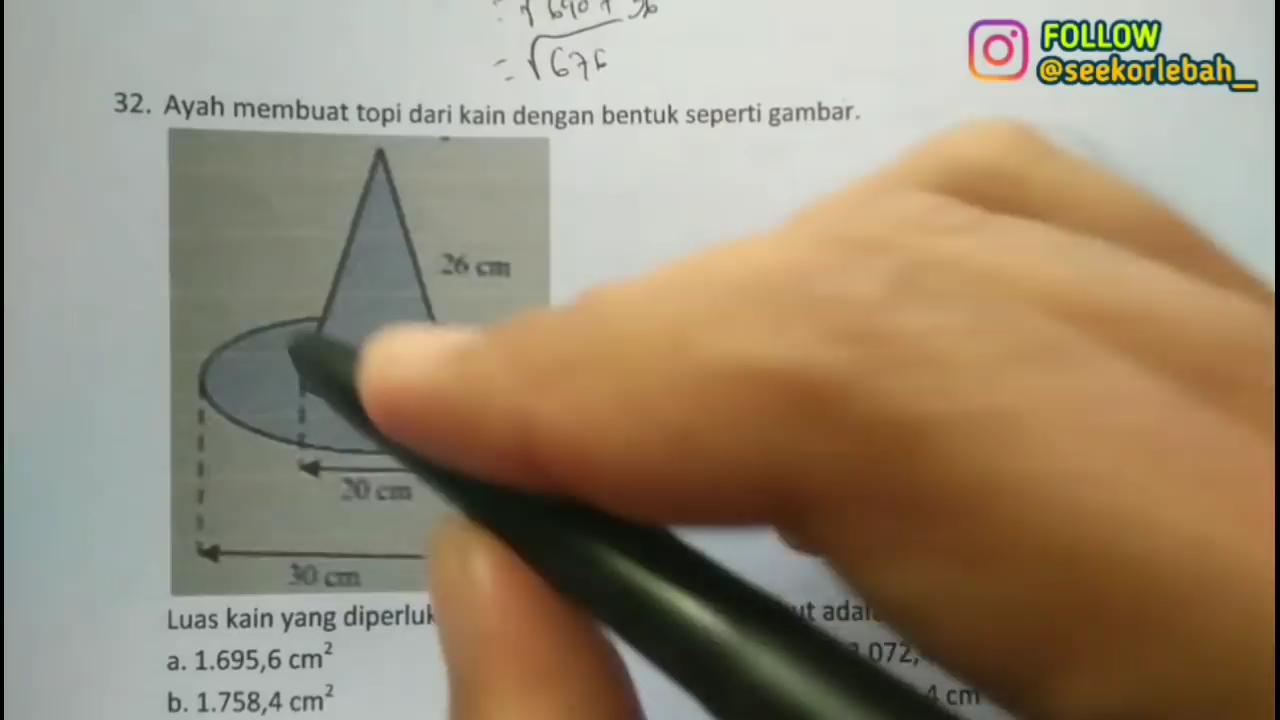 = √676
FOLLOW
@seekorlebah_
32. Ayah membuat topi dari kain dengan bentuk seperti gambar.
26 cm
20 cm
30 cm
Luas kain yang
a. 1.695,6 cm²
b. 1.758,4 cm²
cm